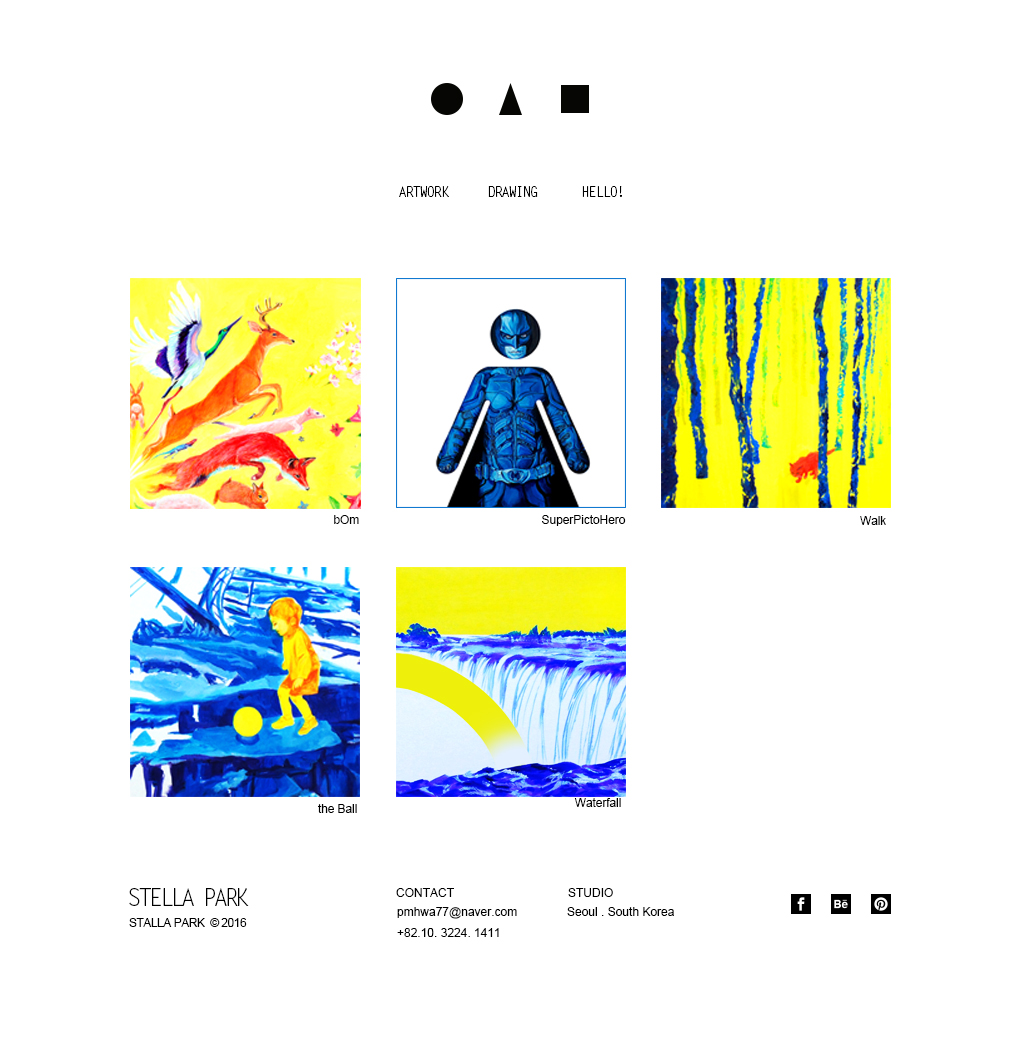 ARTWORK DRAWING HELLO!
bOm
SuperPictoHero
Walk
the Ball
Waterfall
STELLA PARK
STALLA PARK © 2016
CONTACT
pmhwa77@naver.com
+82.10. 3224. 1411
STUDIO
Seoul . South Korea
f
Bē